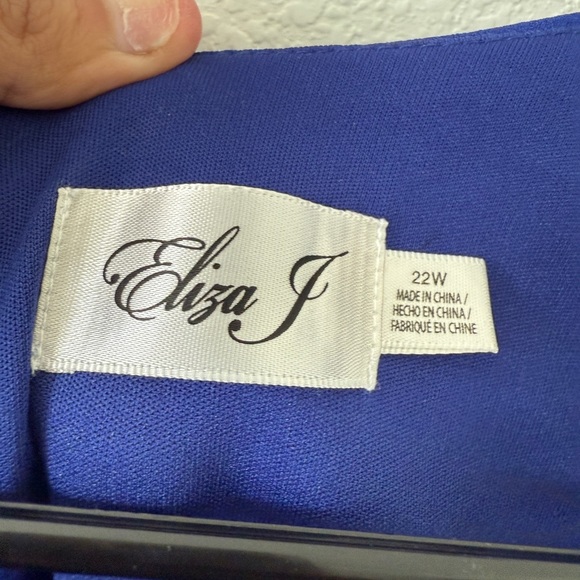 Eliza J
22W
MADE IN CHINA/
HECHO EN CHINA/
FABRIQUÉ EN CHINE